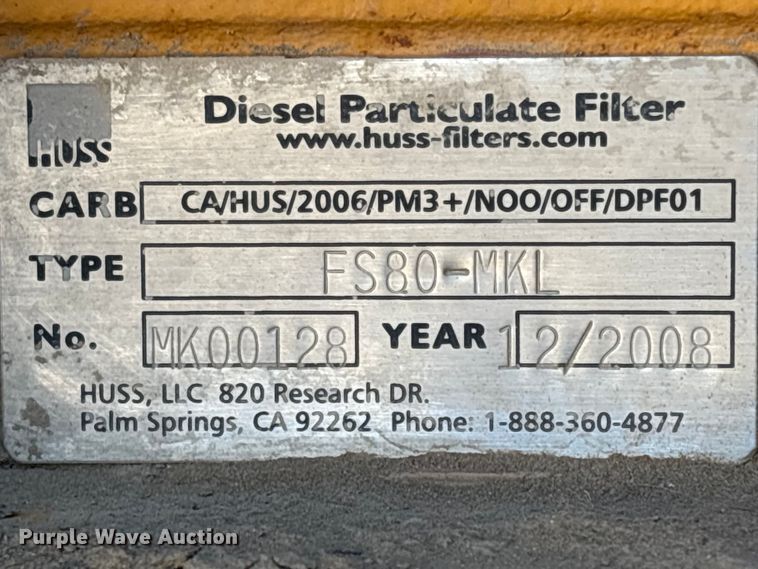 HUSS
Diesel Particulate Filter
www.huss-filters.com
CARB CA/HUS/2006/PM3+/N00/OFF/DPF01
TYPE FS80-MKL
No. MK00128 YEAR 12/2008
HUSS, LLC 820 Research DR.
Palm Springs, CA 92262 Phone: 1-888-360-4877
Purple Wave Auction